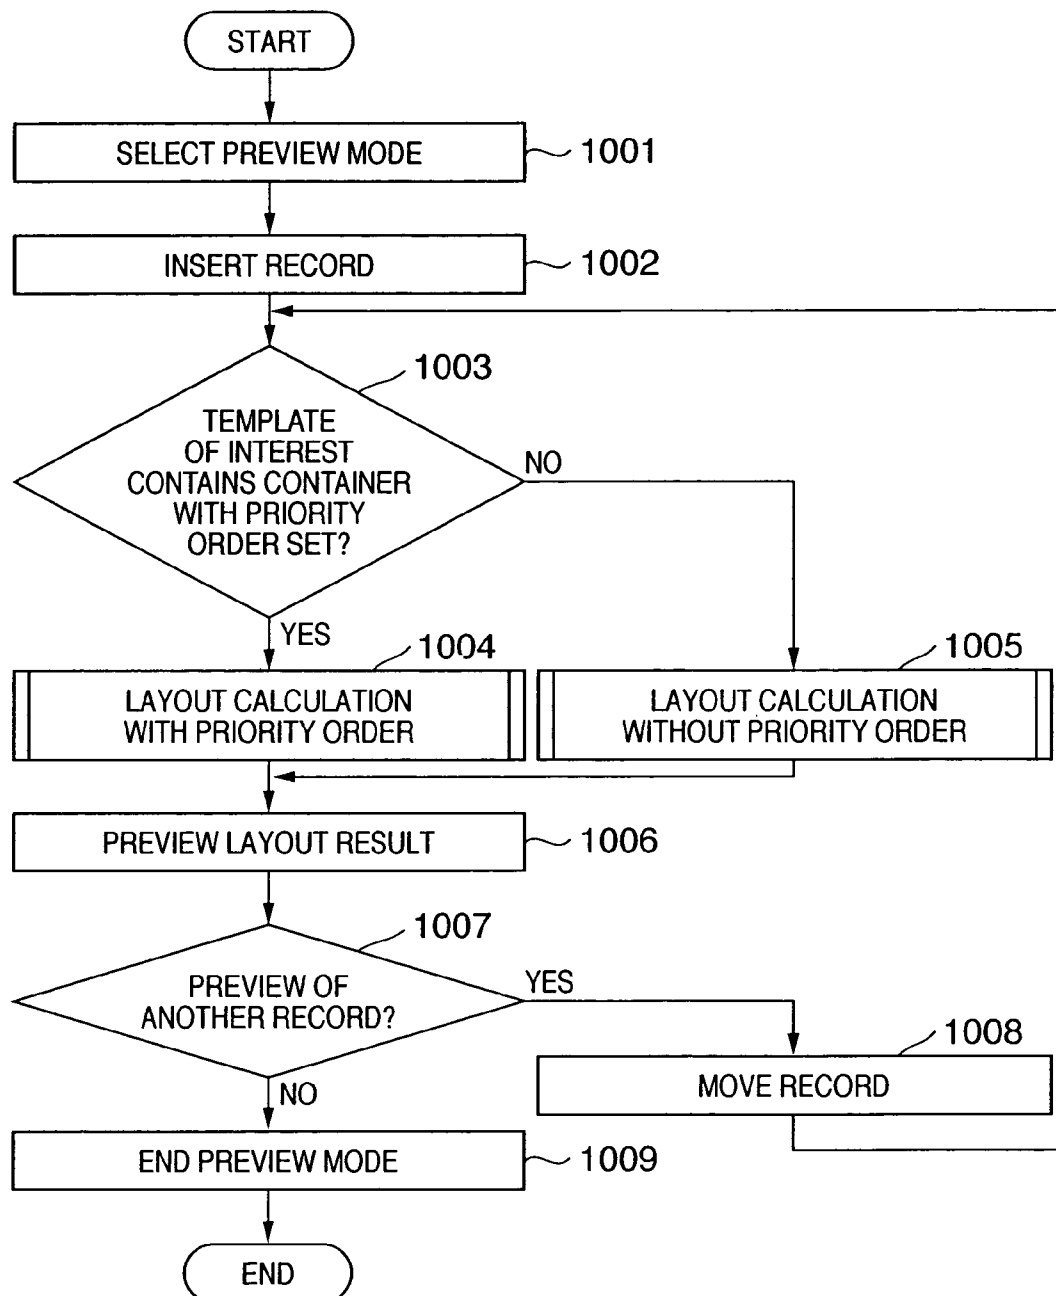 START
SELECT PREVIEW MODE
1001
INSERT RECORD
1002
1003
TEMPLATE
OF INTEREST
CONTAINS CONTAINER
WITH PRIORITY
ORDER SET?
NO
YES
1004
LAYOUT CALCULATION
WITH PRIORITY ORDER
1005
LAYOUT CALCULATION
WITHOUT PRIORITY ORDER
PREVIEW LAYOUT RESULT
1006
1007
PREVIEW OF
ANOTHER RECORD?
YES
1008
MOVE RECORD
NO
END PREVIEW MODE
1009
END